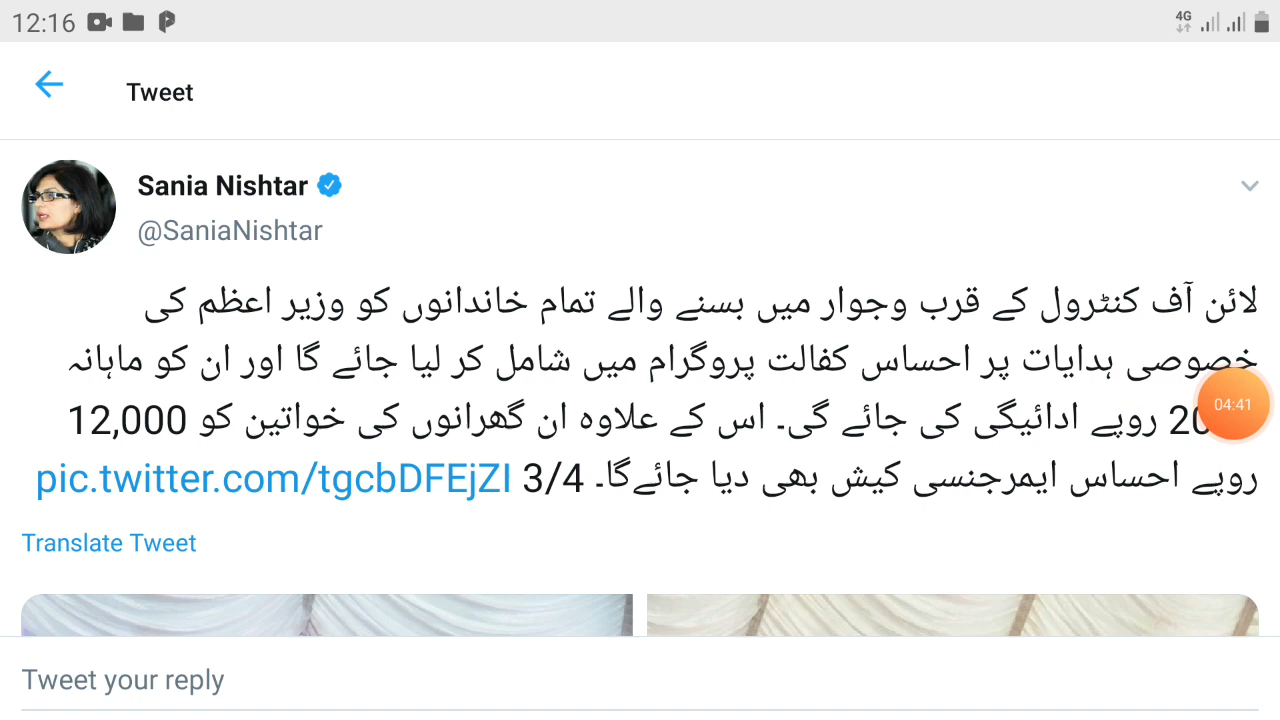 12:16
4G
Tweet
Sania Nishtar
@SaniaNishtar
لائن آف کنٹرول کے قرب وجوار میں بسنے والے تمام خاندانوں کو وزیر اعظم کی
خصوصی ہدایات پر احساس کفالت پروگرام میں شامل کر لیا جائے گا اور ان کو ماہانہ
روپے ادائیگی کی جائے گی۔ اس کے علاوہ ان گھرانوں کی خواتین کو 12,000
04:41
روپے احساس ایمرجنسی کیش بھی دیا جائےگا۔ 3/4 pic.twitter.com/tgcbDFEjZI
Translate Tweet
Tweet your reply